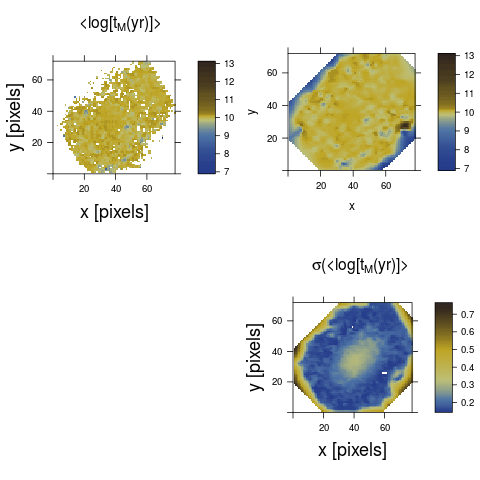 <log[t_M(yr)]>
60
40
20
20 40 60
x [pixels]
y [pixels]
13
12
11
10
9
8
7
60
40
20
20 40 60
x
y
13
12
11
10
9
8
7
σ(<log[t_M(yr)]>
60
40
20
20 40 60
x [pixels]
y [pixels]
0.7
0.6
0.5
0.4
0.3
0.2